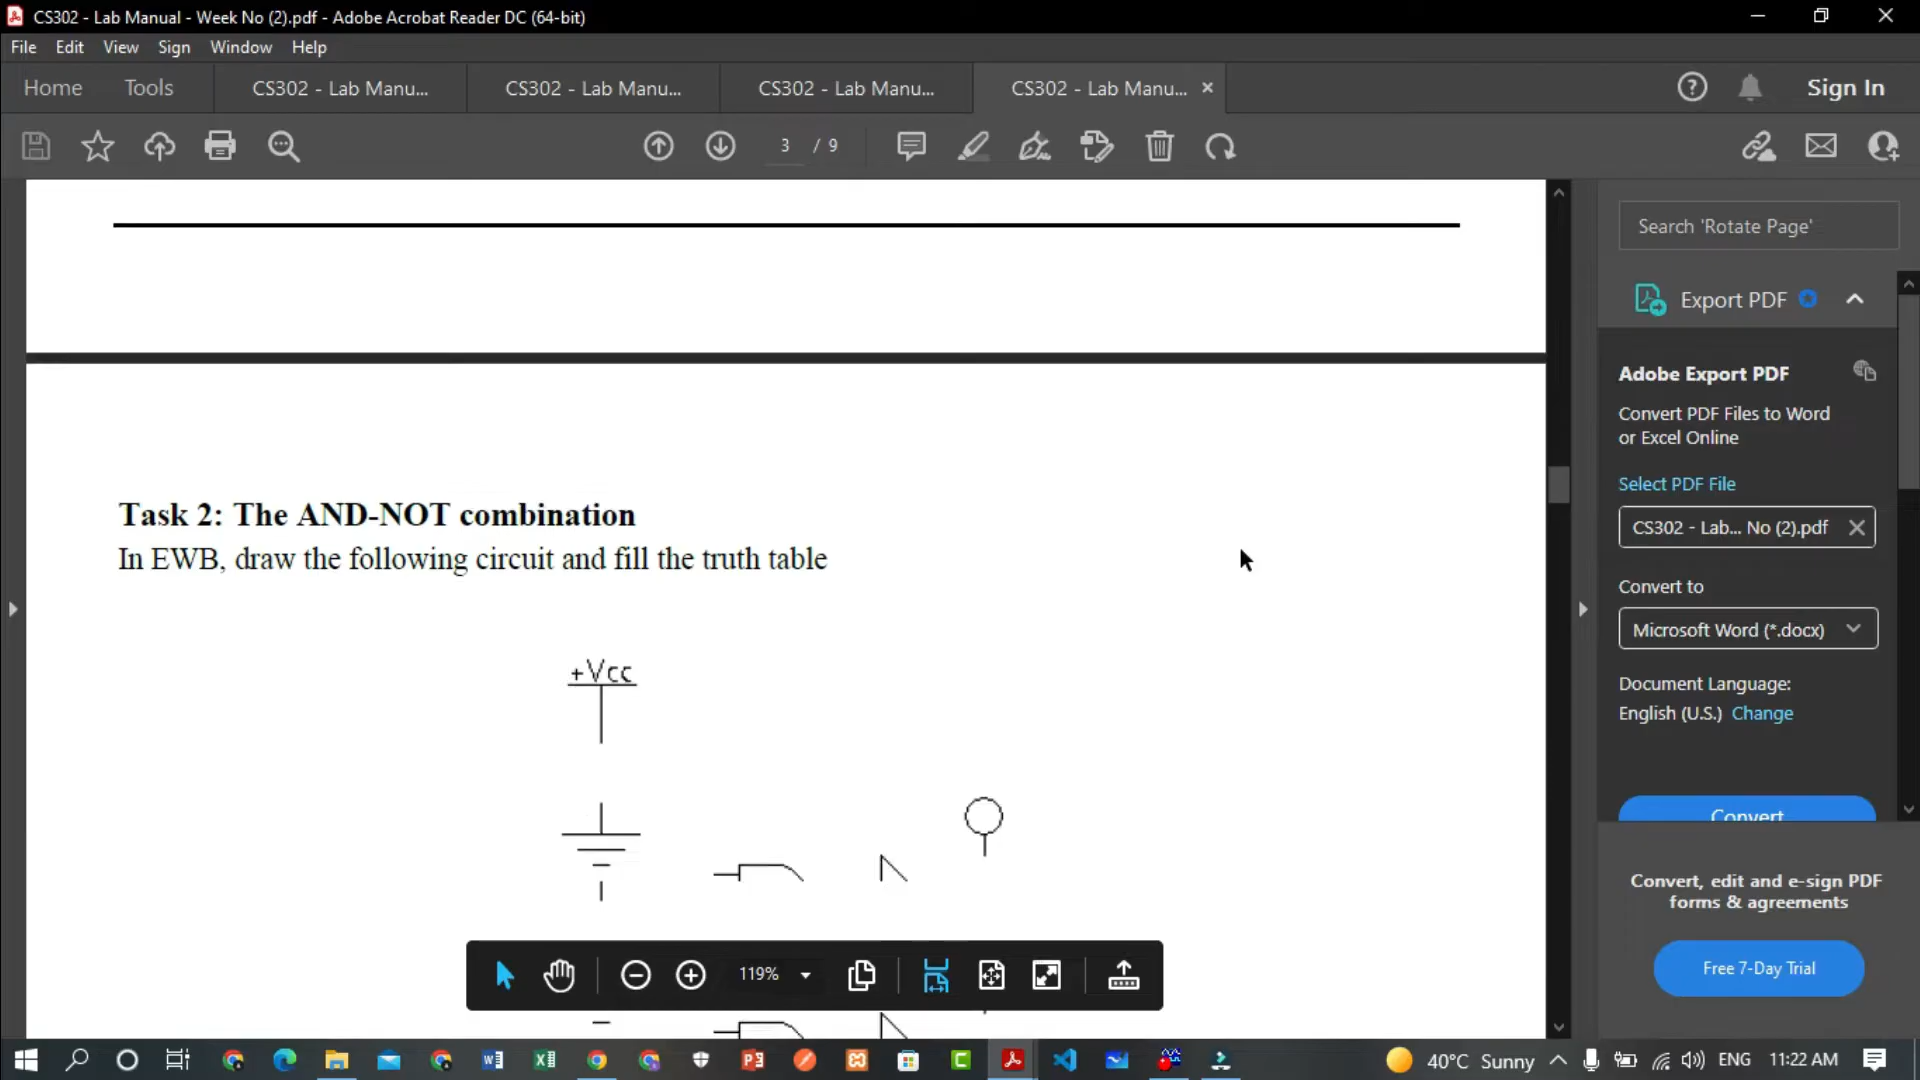 CS302 - Lab Manual - Week No (2).pdf - Adobe Acrobat Reader DC (64-bit)
File Edit View Sign Window Help
Home Tools CS302 - Lab Manu... CS302 - Lab Manu... CS302 - Lab Manu... CS302 - Lab Manu... Sign In
3 / 9
Search 'Rotate Page'
Export PDF
Adobe Export PDF
Convert PDF Files to Word
or Excel Online
Select PDF File
CS302 - Lab... No (2).pdf
Convert to
Microsoft Word (*.docx)
Document Language:
English (U.S.) Change
Convert
Convert, edit and e-sign PDF
forms & agreements
Free 7-Day Trial
Task 2: The AND-NOT combination
In EWB, draw the following circuit and fill the truth table
+Vcc
119%
40°C Sunny ENG 11:22 AM